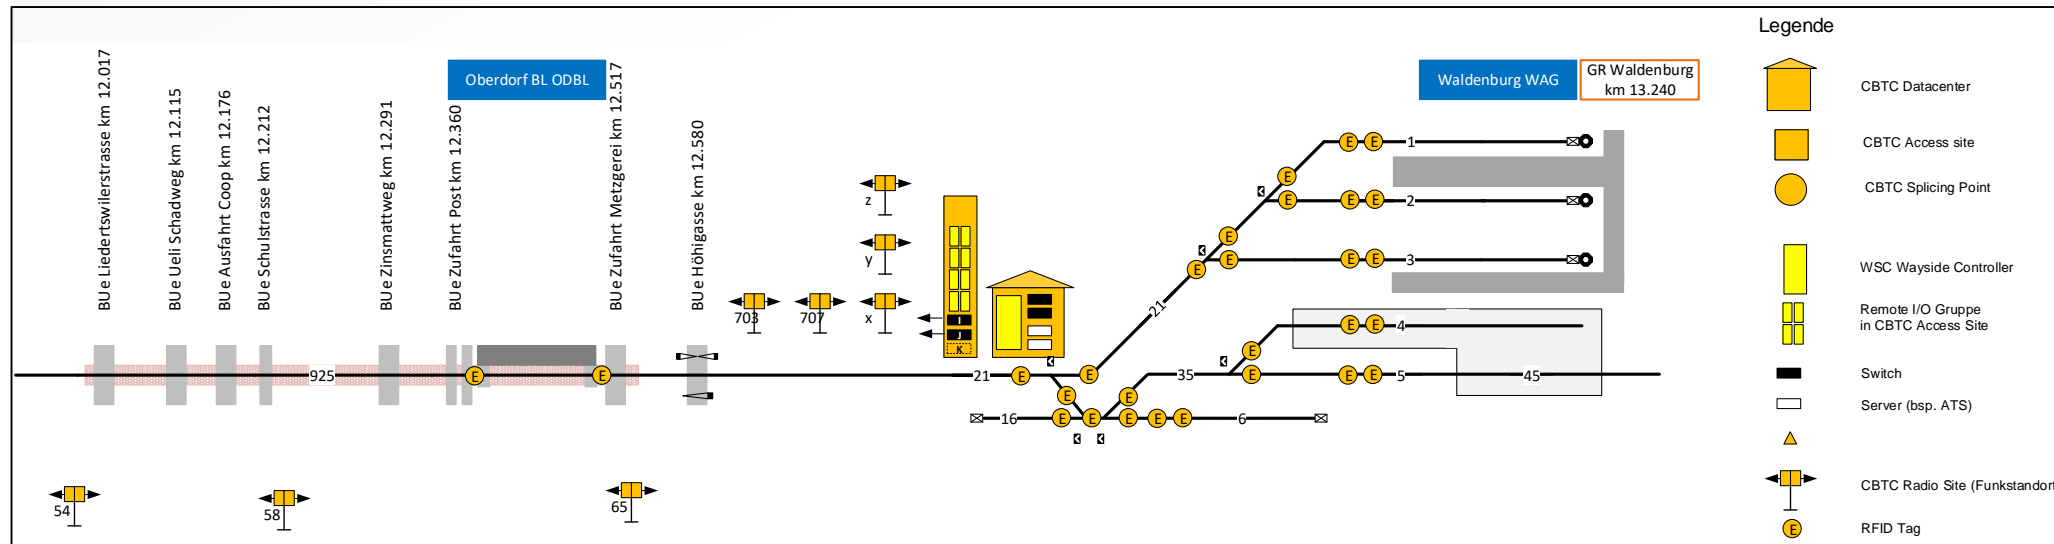 BUe Liedertswilerstrasse km 12.017
BUe Ueli Schadweg km 12.115
BUe Ausfahrt Coop km 12.176
BUe Schulstrasse km 12.212
BUe Zinsmattweg km 12.291
BUe Zufahrt Post km 12.360
Oberdorf BL ODBL
BUe Zufahrt Metzgerei km 12.517
BUe Höhigasse km 12.580
Waldenburg WAG
GR Waldenburg
km 13.240
z
y
703
707
x
I
J
K
E
E
1
E
E
E
E
2
E
E
E
E
3
E
21
E
E
4
E
925
E
E
21
E
E
35
E
E
E
5
45
E
E
16
E
E
E
E
E
6
54
58
65
Legende
CBTC Datacenter
CBTC Access site
CBTC Splicing Point
WSC Wayside Controller
Remote I/O Gruppe
in CBTC Access Site
Switch
Server (bsp. ATS)
CBTC Radio Site (Funkstandort
E
RFID Tag